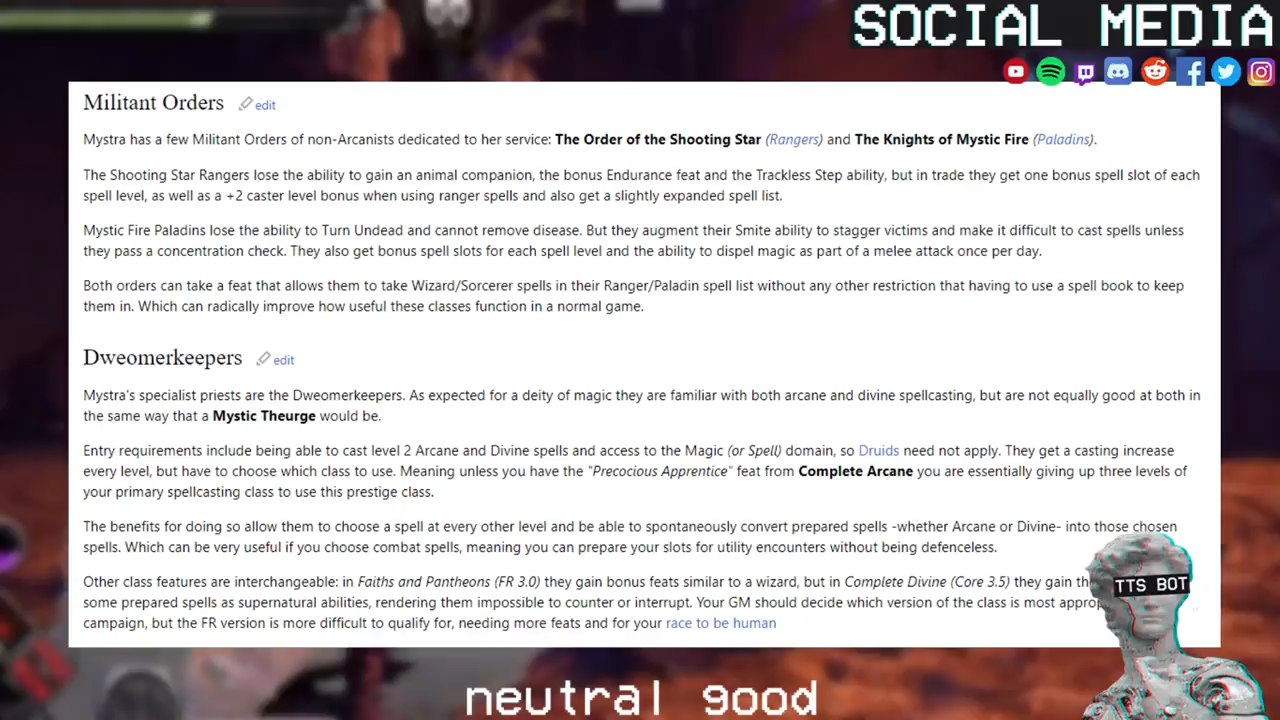 SOCIAL MEDIA
Militant Orders edit
Mystra has a few Militant Orders of non-Arcanists dedicated to her service: The Order of the Shooting Star (Rangers) and The Knights of Mystic Fire (Paladins).
The Shooting Star Rangers lose the ability to gain an animal companion, the bonus Endurance feat and the Trackless Step ability, but in trade they get one bonus spell slot of each
spell level, as well as a +2 caster level bonus when using ranger spells and also get a slightly expanded spell list.
Mystic Fire Paladins lose the ability to Turn Undead and cannot remove disease. But they augment their Smite ability to stagger victims and make it difficult to cast spells unless
they pass a concentration check. They also get bonus spell slots for each spell level and the ability to dispel magic as part of a melee attack once per day.
Both orders can take a feat that allows them to take Wizard/Sorcerer spells in their Ranger/Paladin spell list without any other restriction that having to use a spell book to keep
them in. Which can radically improve how useful these classes function in a normal game.
Dweomerkeepers edit
Mystra's specialist priests are the Dweomerkeepers. As expected for a deity of magic they are familiar with both arcane and divine spellcasting, but are not equally good at both in
the same way that a Mystic Theurge would be.
Entry requirements include being able to cast level 2 Arcane and Divine spells and access to the Magic (or Spell) domain, so Druids need not apply. They get a casting increase
every level, but have to choose which class to use. Meaning unless you have the "Precocious Apprentice" feat from Complete Arcane you are essentially giving up three levels of
your primary spellcasting class to use this prestige class.
The benefits for doing so allow them to choose a spell at every other level and be able to spontaneously convert prepared spells -whether Arcane or Divine- into those chosen
spells. Which can be very useful if you choose combat spells, meaning you can prepare your slots for utility encounters without being defenceless.
Other class features are interchangeable: in Faiths and Pantheons (FR 3.0) they gain bonus feats similar to a wizard, but in Complete Divine (Core 3.5) they gain
some prepared spells as supernatural abilities, rendering them impossible to counter or interrupt. Your GM should decide which version of the class is most
campaign, but the FR version is more difficult to qualify for, needing more feats and for your race to be human
TTS BOT
neutral good